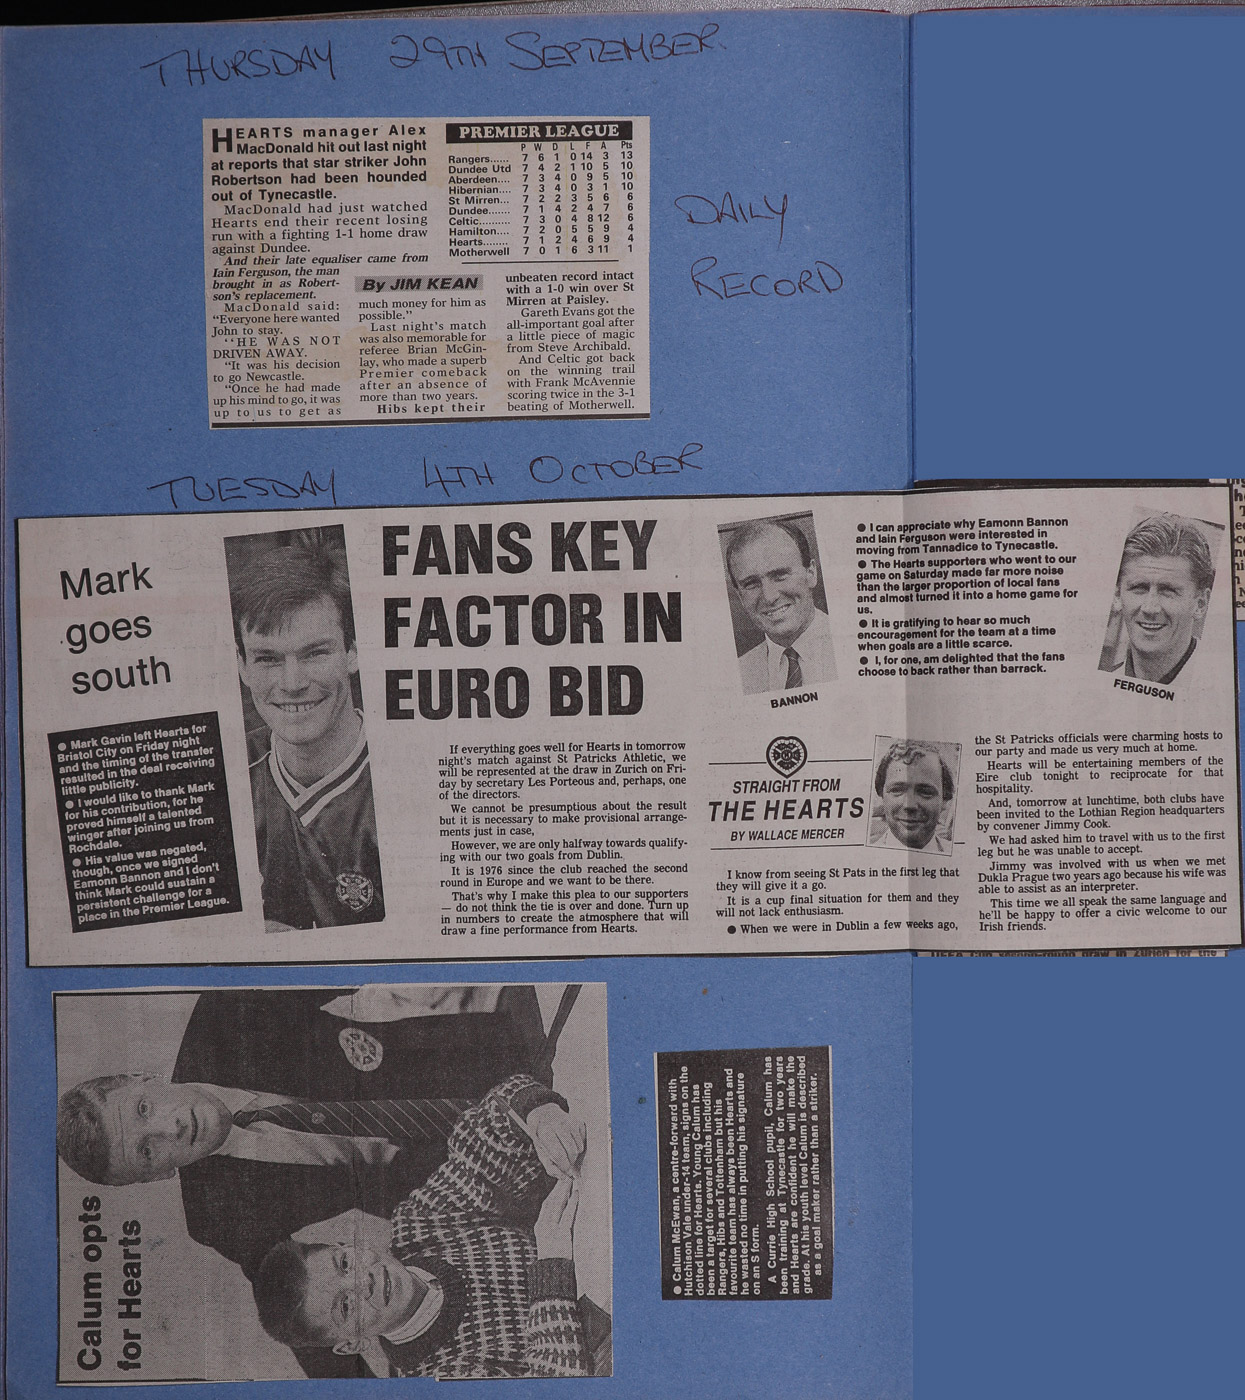 THURSDAY 29TH SEPTEMBER.
HEARTS manager Alex
MacDonald hit out last night
at reports that star striker John
Robertson had been hounded
out of Tynecastle.
MacDonald had just watched
Hearts end their recent losing
run with a fighting 1-1 home draw
against Dundee.
And their late equaliser came from
Iain Ferguson, the man
brought in as Robert-
son's replacement.
MacDonald said:
"Everyone here wanted
John to stay.
"HE WAS NOT
DRIVEN AWAY.
"It was his decision
to go Newcastle.
"Once he had made
up his mind to go, it was
up to us to get as
By JIM KEAN
much money for him as
possible."
Last night's match
was also memorable for
referee Brian McGin-
lay, who made a superb
Premier comeback
after an absence of
more than two years.
Hibs kept their
unbeaten record intact
with a 1-0 win over St
Mirren at Paisley.
Gareth Evans got the
all-important goal after
a little piece of magic
from Steve Archibald.
And Celtic got back
on the winning trail
with Frank McAvennie
scoring twice in the 3-1
beating of Motherwell.
PREMIER LEAGUE
P W D L F A Pts
Rangers...... 7 6 1 0 14 3 13
Dundee Utd 7 4 2 1 10 5 10
Aberdeen.... 7 3 4 0 9 5 10
Hibernian.... 7 3 4 0 3 1 10
St Mirren... 7 2 2 3 5 6 6
Dundee....... 7 1 4 2 4 7 6
Celtic.......... 7 3 0 4 8 12 6
Hamilton.... 7 2 0 5 5 9 4
Hearts........ 7 1 2 4 6 9 4
Motherwell 7 0 1 6 3 11 1
DAILY
RECORD
TUESDAY 4TH OCTOBER
Mark
goes
south
● Mark Gavin left Hearts for
Bristol City on Friday night
and the timing of the transfer
resulted in the deal receiving
little publicity.
● I would like to thank Mark
for his contribution, for he
proved himself a talented
winger after joining us from
Rochdale.
● His value was negated,
though, once we signed
Eamonn Bannon and I don't
think Mark could sustain a
persistent challenge for a
place in the Premier League.
FANS KEY
FACTOR IN
EURO BID
If everything goes well for Hearts in tomorrow
night's match against St Patricks Athletic, we
will be represented at the draw in Zurich on Fri-
day by secretary Les Porteous and, perhaps, one
of the directors.
We cannot be presumptious about the result
but it is necessary to make provisional arrange-
ments just in case,
However, we are only halfway towards qualify-
ing with our two goals from Dublin.
It is 1976 since the club reached the second
round in Europe and we want to be there.
That's why I make this plea to our supporters
— do not think the tie is over and done. Turn up
in numbers to create the atmosphere that will
draw a fine performance from Hearts.
BANNON
● I can appreciate why Eamonn Bannon
and Iain Ferguson were interested in
moving from Tannadice to Tynecastle.
● The Hearts supporters who went to our
game on Saturday made far more noise
than the larger proportion of local fans
and almost turned it into a home game for
us.
● It is gratifying to hear so much
encouragement for the team at a time
when goals are a little scarce.
● I, for one, am delighted that the fans
choose to back rather than barrack.
FERGUSON
STRAIGHT FROM
THE HEARTS
BY WALLACE MERCER
I know from seeing St Pats in the first leg that
they will give it a go.
It is a cup final situation for them and they
will not lack enthusiasm.
● When we were in Dublin a few weeks ago,
the St Patricks officials were charming hosts to
our party and made us very much at home.
Hearts will be entertaining members of the
Eire club tonight to reciprocate for that
hospitality.
And, tomorrow at lunchtime, both clubs have
been invited to the Lothian Region headquarters
by convener Jimmy Cook.
We had asked him to travel with us to the first
leg but he was unable to accept.
Jimmy was involved with us when we met
Dukla Prague two years ago because his wife was
able to assist as an interpreter.
This time we all speak the same language and
he'll be happy to offer a civic welcome to our
Irish friends.
UEFA Cup second-round draw in Zurich for the
Calum opts
for Hearts
● Calum McEwan, a centre-forward with
Hutchison Vale under-14 team, signs on the
dotted line for Hearts. Young Calum has
been a target for several clubs including
Rangers, Hibs and Tottenham but his
favourite team has always been Hearts and
he wasted no time in putting his signature
on an S form.
A Currie High School pupil, Calum has
been training at Tynecastle for two years
and Hearts are confident he will make the
grade. At his youth level Calum is described
as a goal maker rather than a striker.